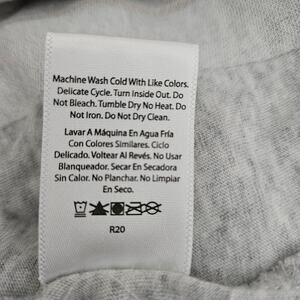 Machine Wash Cold With Like Colors.
Delicate Cycle. Turn Inside Out. Do
Not Bleach. Tumble Dry No Heat. Do
Not Iron. Do Not Dry Clean.
Lavar A Máquina En Agua Fría
Con Colores Similares. Ciclo
Delicado. Voltear Al Revés. No Usar
Blanqueador. Secar En Secadora
Sin Calor. No Planchar. No Limpiar
En Seco.
R20